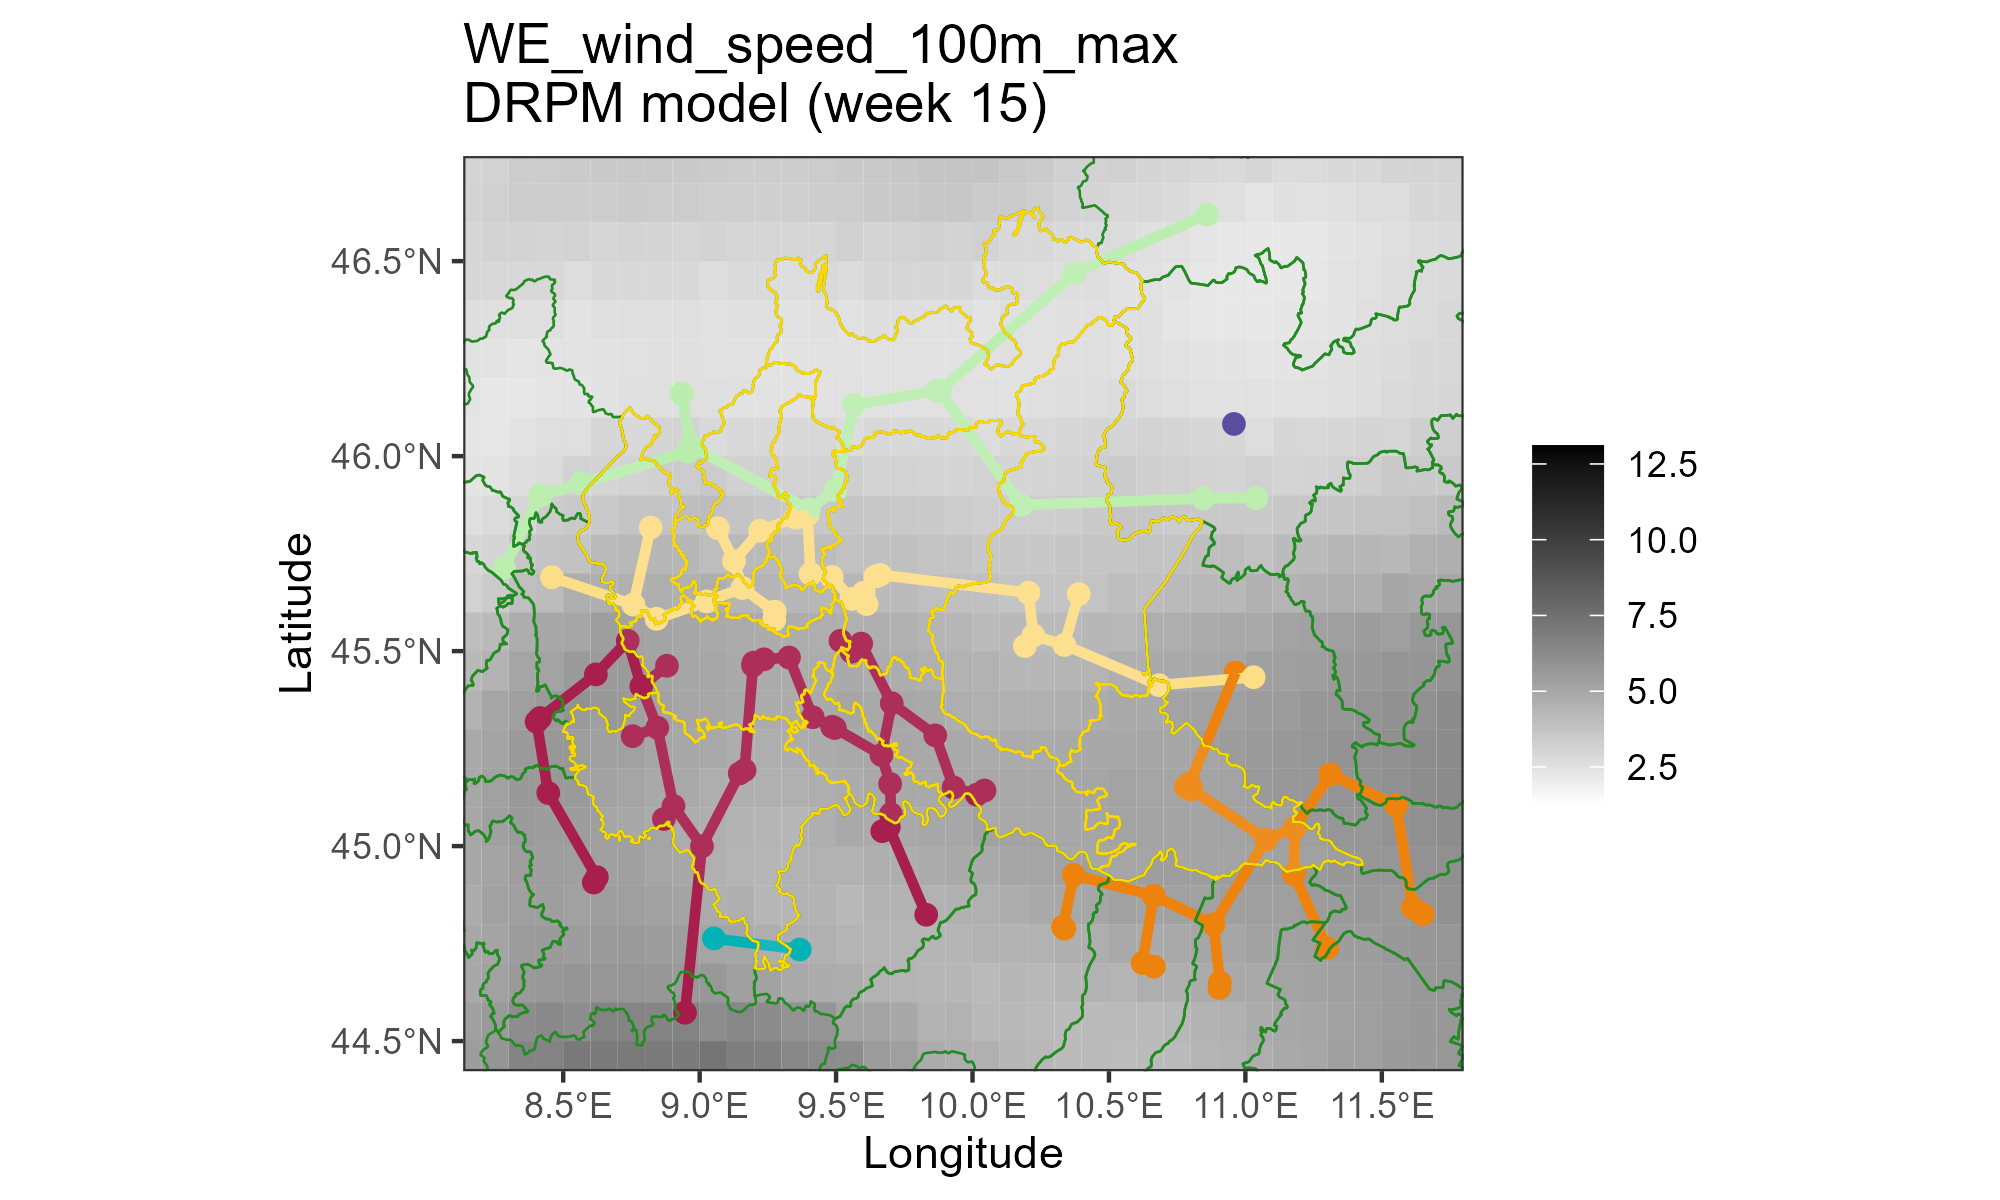 WE_wind_speed_100m_max
DRPM model (week 15)
Latitude
46.5°N
46.0°N
45.5°N
45.0°N
44.5°N
8.5°E
9.0°E
9.5°E
10.0°E
10.5°E
11.0°E
11.5°E
Longitude
12.5
10.0
7.5
5.0
2.5